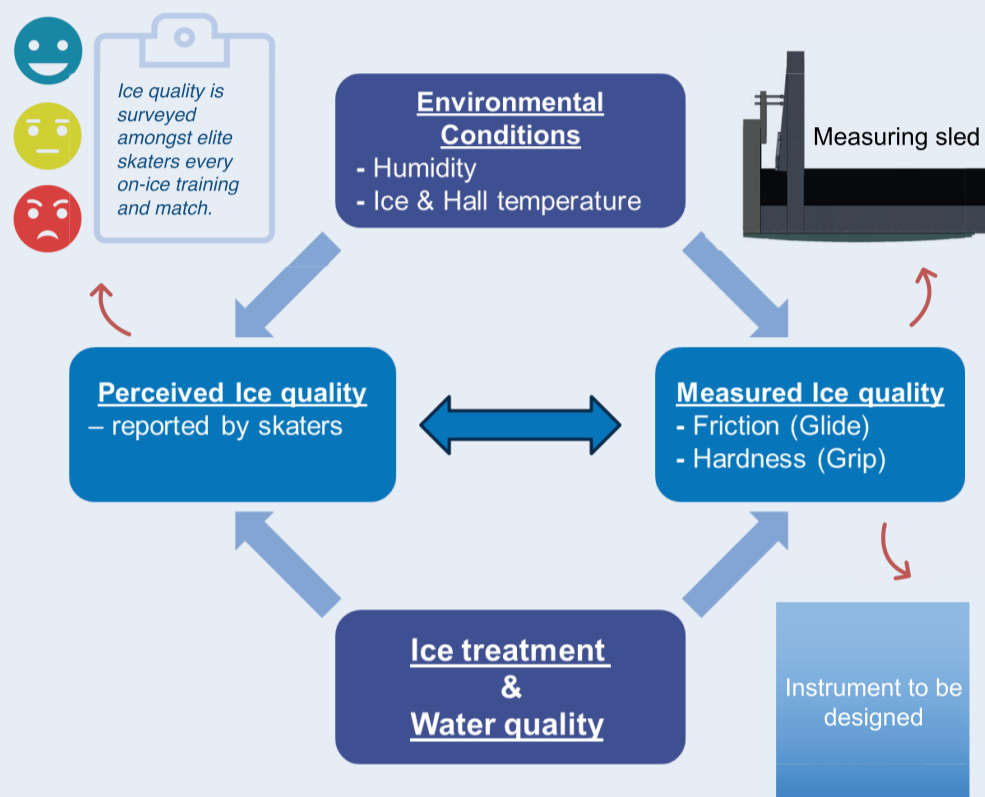 Ice quality is
surveyed
amongst elite
skaters every
on-ice training
and match.
Environmental
Conditions
- Humidity
- Ice & Hall temperature
Measuring sled
Perceived Ice quality
– reported by skaters
Measured Ice quality
- Friction (Glide)
- Hardness (Grip)
Ice treatment
&
Water quality
Instrument to be
designed